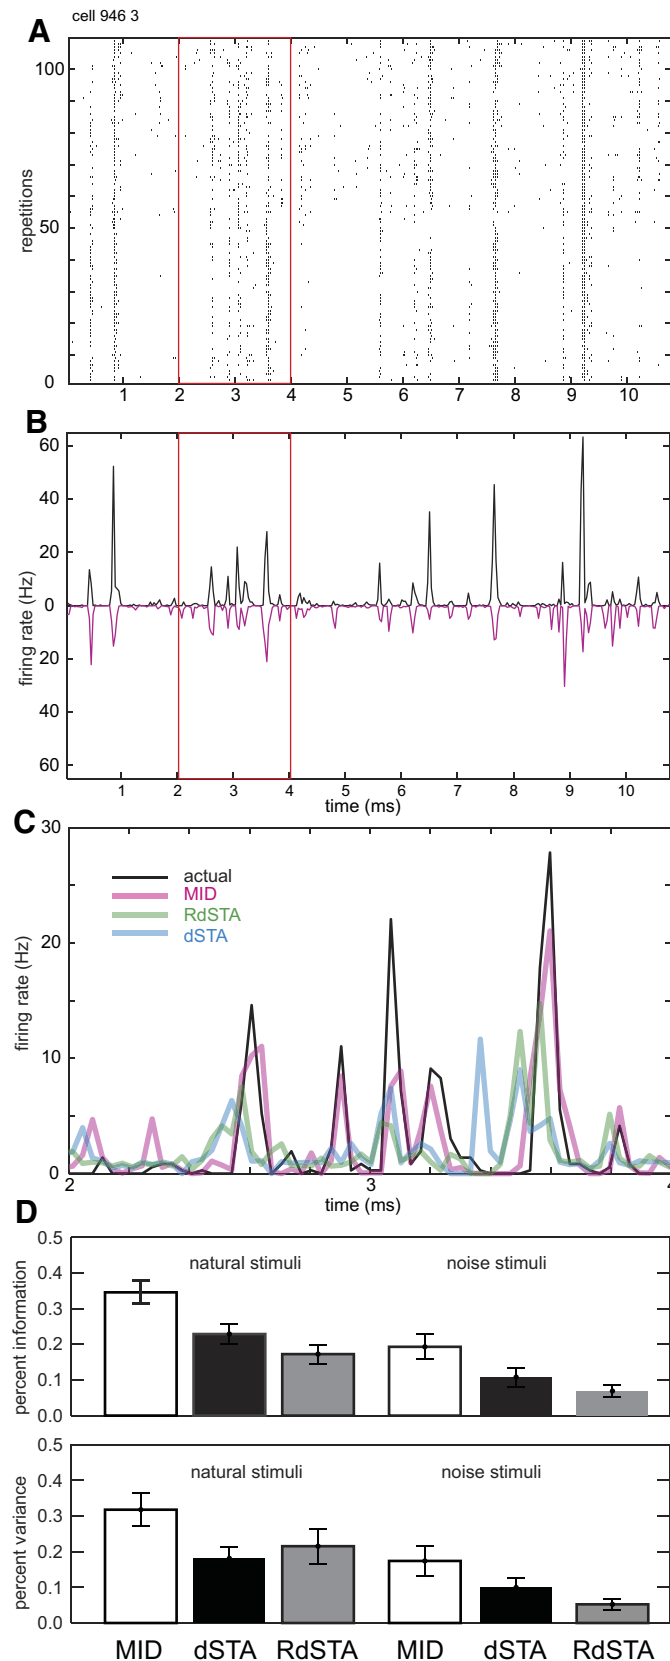 cell 946 3
A
100
50
0
repetitions
1 2 3 4 5 6 7 8 9 10
B
60
40
20
0
20
40
60
firing rate (Hz)
1 2 3 4 5 6 7 8 9 10
time (ms)
C
30
20
10
0
firing rate (Hz)
actual
MID
RdSTA
dSTA
2 3 4
time (ms)
D
0.5
0.4
0.3
0.2
0.1
0.0
percent information
natural stimuli noise stimuli
0.5
0.4
0.3
0.2
0.1
0.0
percent variance
natural stimuli noise stimuli
MID dSTA RdSTA MID dSTA RdSTA